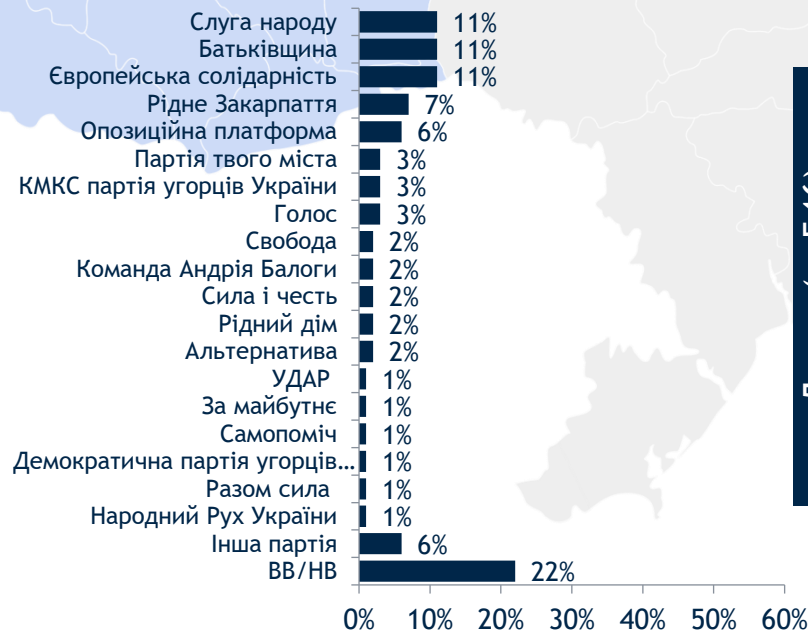 Слуга народу 11%
Батьківщина 11%
Європейська солідарність 11%
Рідне Закарпаття 7%
Опозиційна платформа 6%
Партія твого міста 3%
КМКС партія угорців України 3%
Голос 3%
Свобода 2%
Команда Андрія Балоги 2%
Сила і честь 2%
Рідний дім 2%
Альтернатива 2%
УДАР 1%
За майбутнє 1%
Самопоміч 1%
Демократична партія угорців… 1%
Разом сила 1%
Народний Рух України 1%
Інша партія 6%
ВВ/НВ 22%
0% 10% 20% 30% 40% 50% 60%